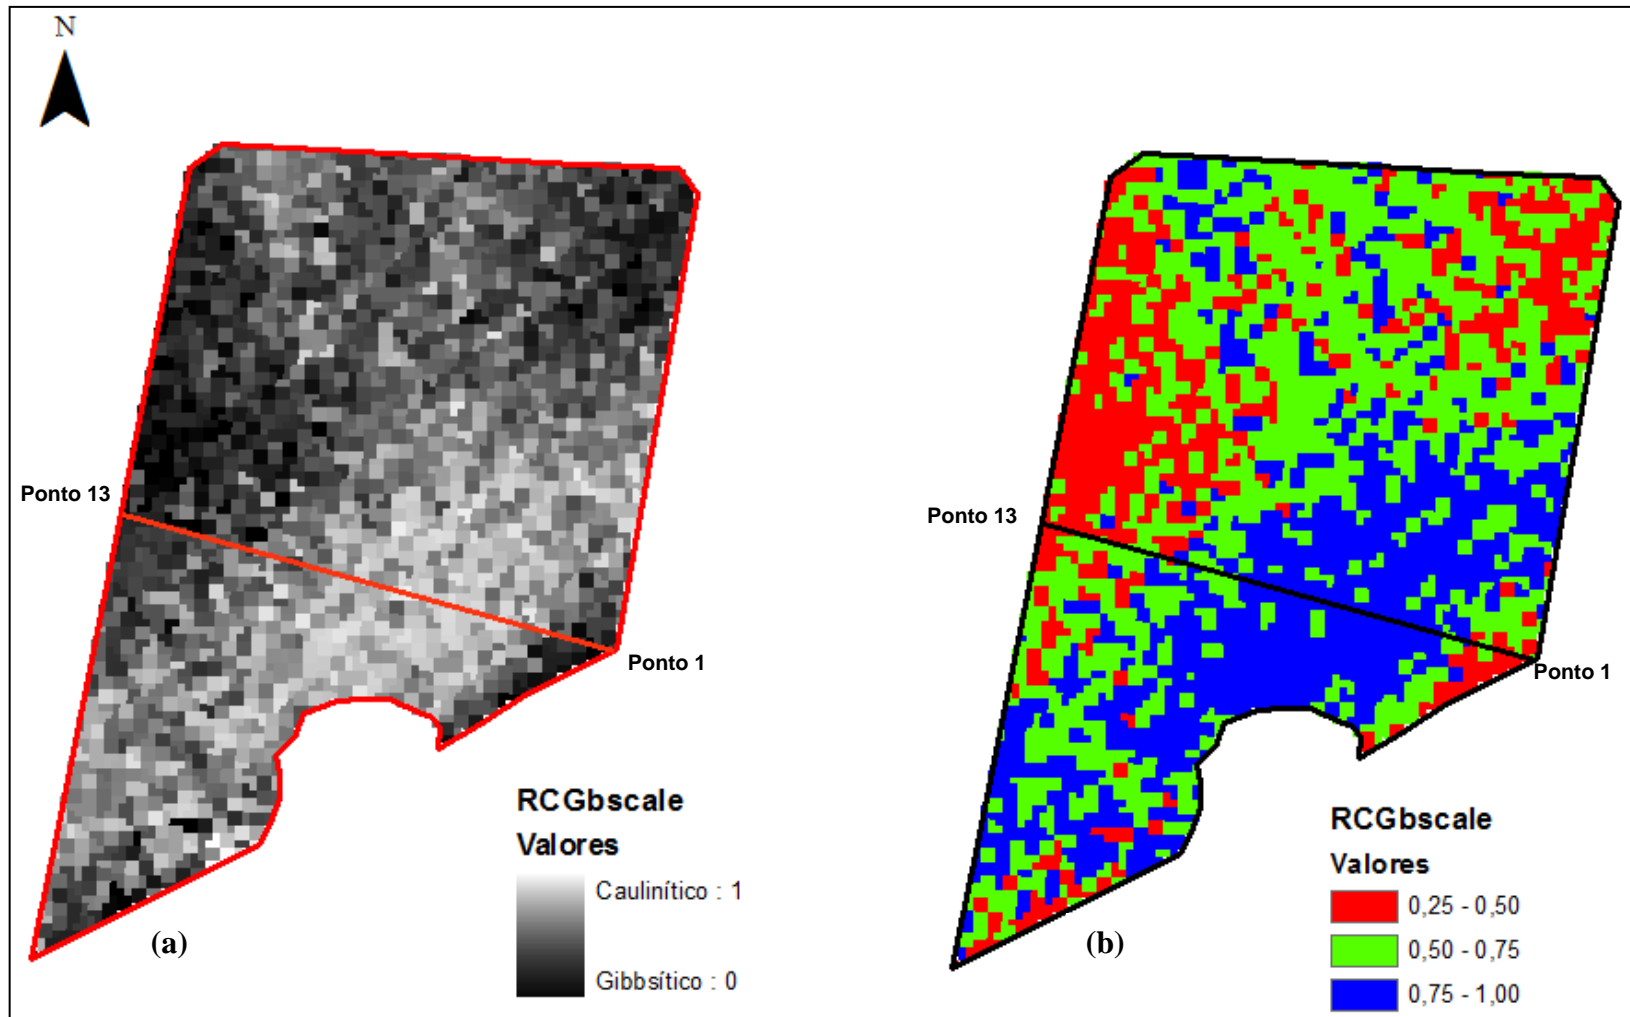 N
Ponto 13
Ponto 1
RCGbscale
Valores
Caulinítico : 1
Gibbsítico : 0
(a)
Ponto 13
Ponto 1
RCGbscale
Valores
0,25 - 0,50
0,50 - 0,75
0,75 - 1,00
(b)